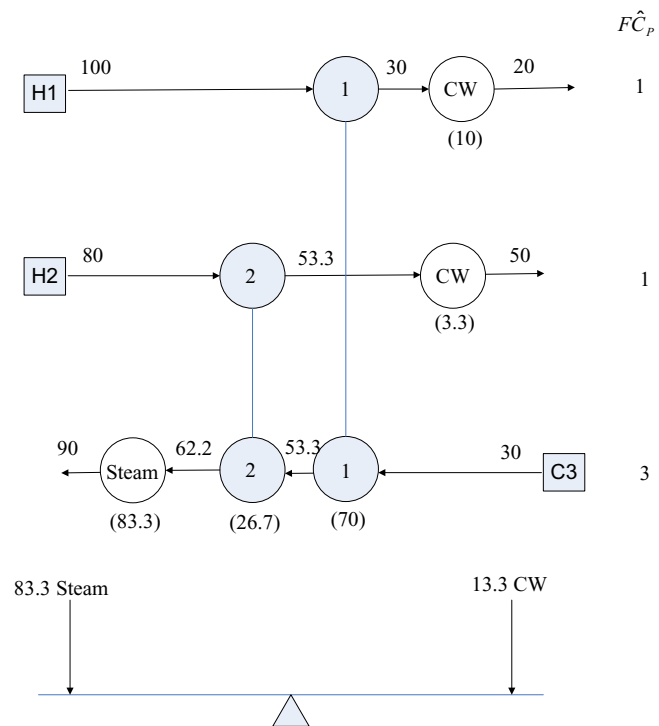 FĈ_P
100
30
20
H1
1
CW
1
(10)
80
53.3
50
H2
2
CW
1
(3.3)
90
62.2
53.3
30
Steam
2
1
C3
3
(83.3)
(26.7)
(70)
83.3 Steam
13.3 CW